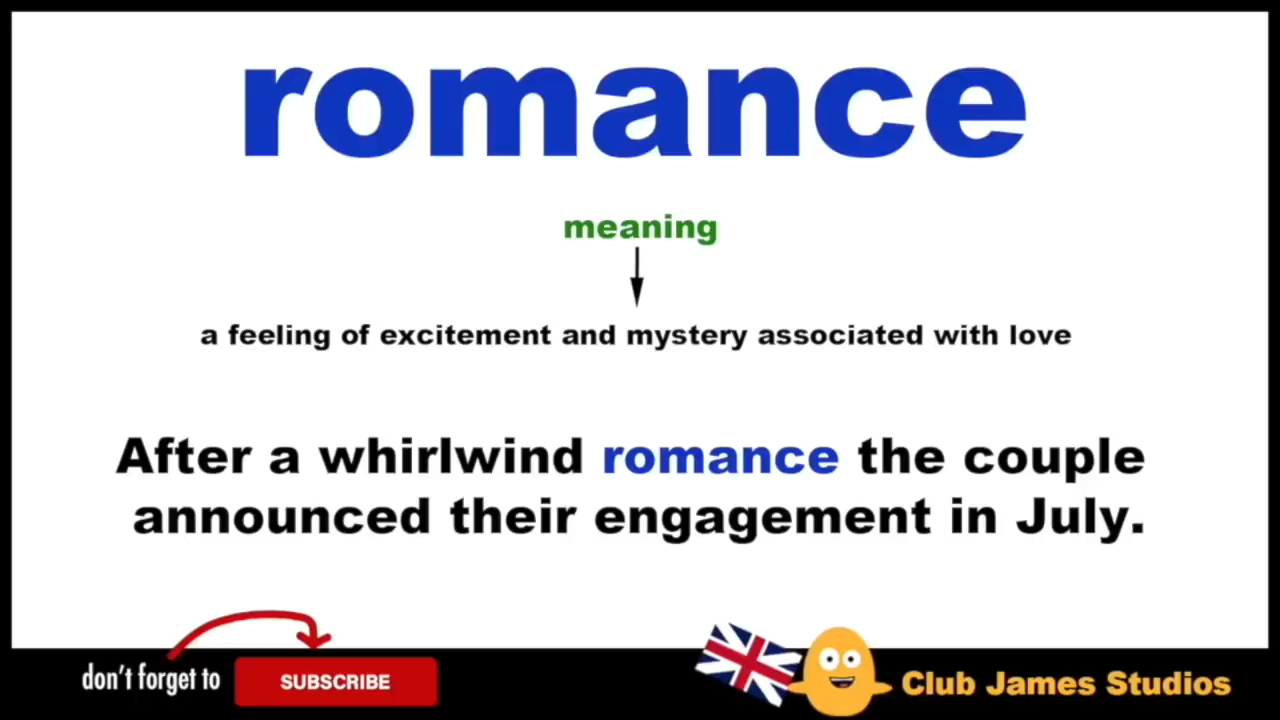 romance
meaning
a feeling of excitement and mystery associated with love
After a whirlwind romance the couple
announced their engagement in July.
don't forget to SUBSCRIBE
Club James Studios